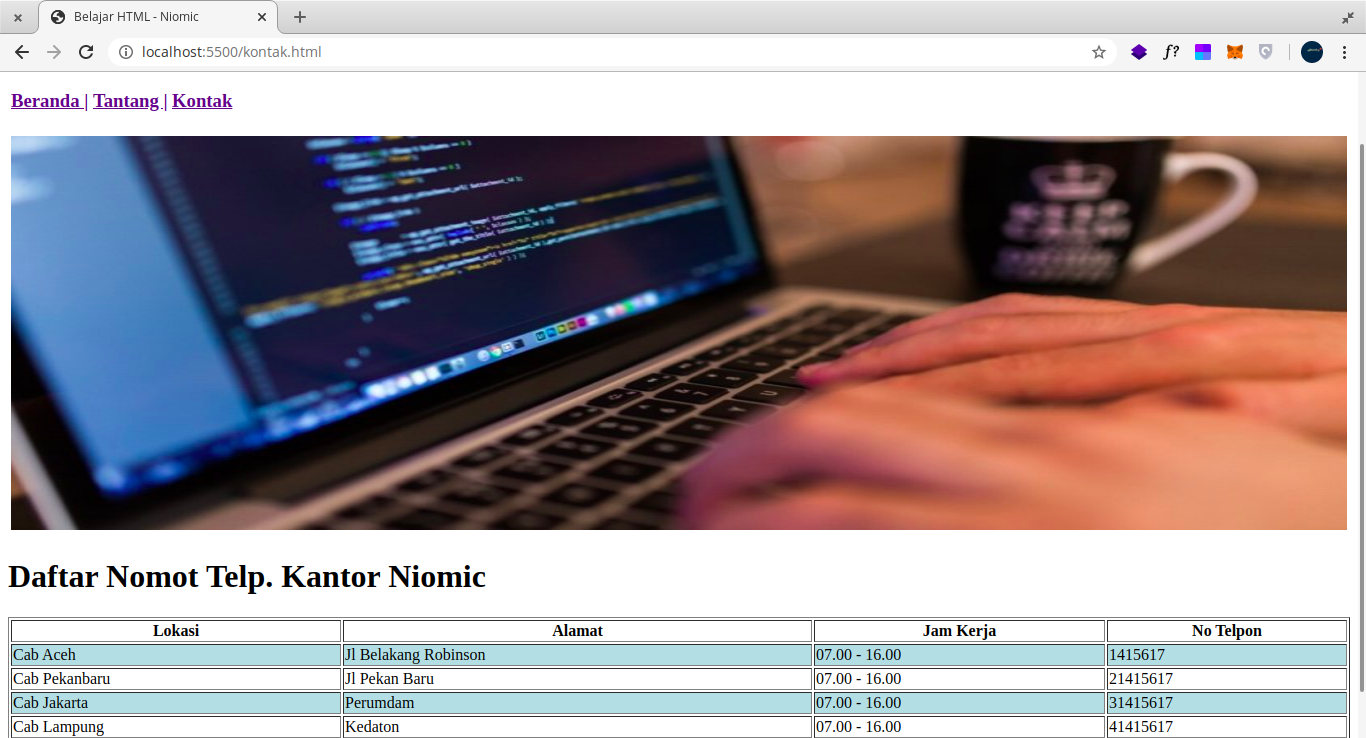 Belajar HTML - Niomic
localhost:5500/kontak.html
f?
Beranda | Tantang | Kontak
Daftar Nomot Telp. Kantor Niomic
Lokasi Alamat Jam Kerja No Telpon
Cab Aceh Jl Belakang Robinson 07.00 - 16.00 1415617
Cab Pekanbaru Jl Pekan Baru 07.00 - 16.00 21415617
Cab Jakarta Perumdam 07.00 - 16.00 31415617
Cab Lampung Kedaton 07.00 - 16.00 41415617